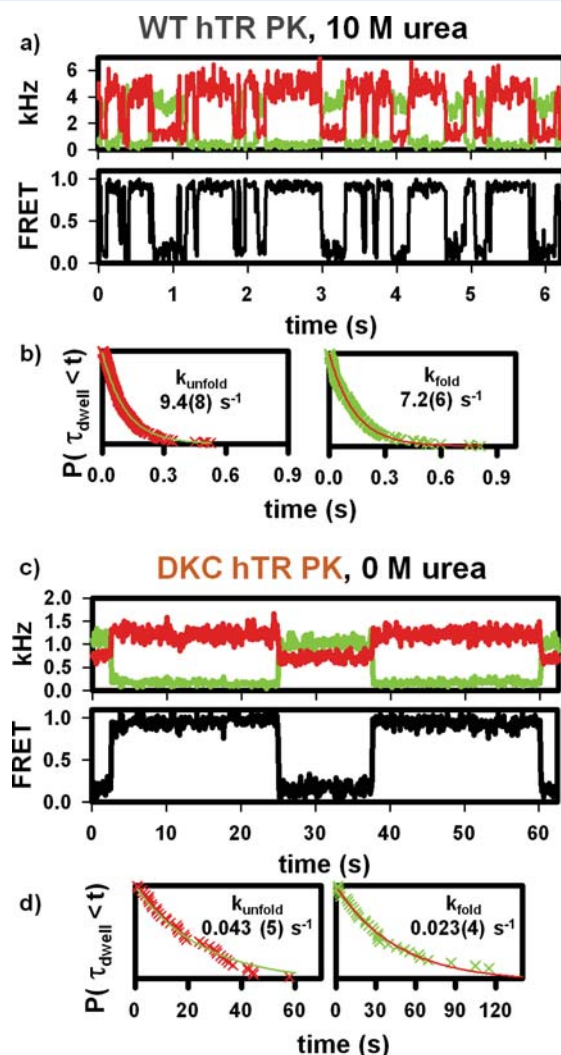 WT hTR PK, 10 M urea
a)
kHz
6
4
2
0
FRET
1.0
0.5
0.0
0 1 2 3 4 5 6
time (s)
b)
P( τdwell < t)
kunfold
9.4(8) s-1
kfold
7.2(6) s-1
0.0 0.3 0.6 0.9 0.0 0.3 0.6 0.9
time (s)
c)
DKC hTR PK, 0 M urea
kHz
2.0
1.5
1.0
0.5
0.0
FRET
1.0
0.5
0.0
0 10 20 30 40 50 60
time (s)
d)
P( τdwell < t)
kunfold
0.043 (5) s-1
kfold
0.023(4) s-1
0 20 40 60 0 30 60 90 120
time (s)